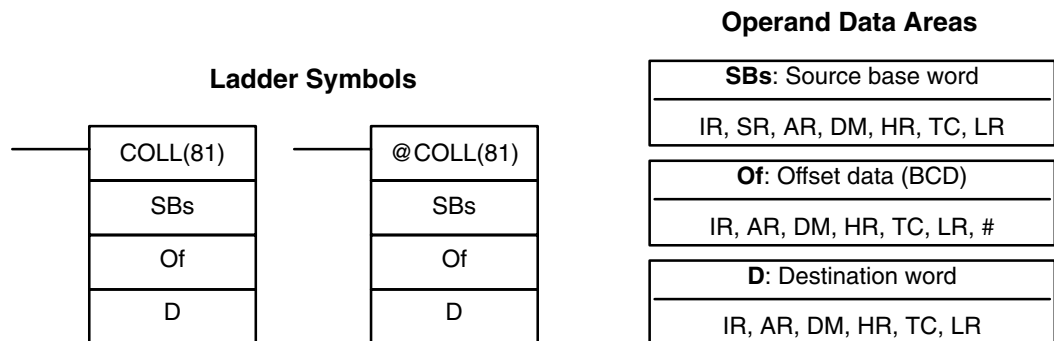 Ladder Symbols
COLL(81)
SBs
Of
D
@COLL(81)
SBs
Of
D
Operand Data Areas
SBs: Source base word
IR, SR, AR, DM, HR, TC, LR
Of: Offset data (BCD)
IR, AR, DM, HR, TC, LR, #
D: Destination word
IR, AR, DM, HR, TC, LR